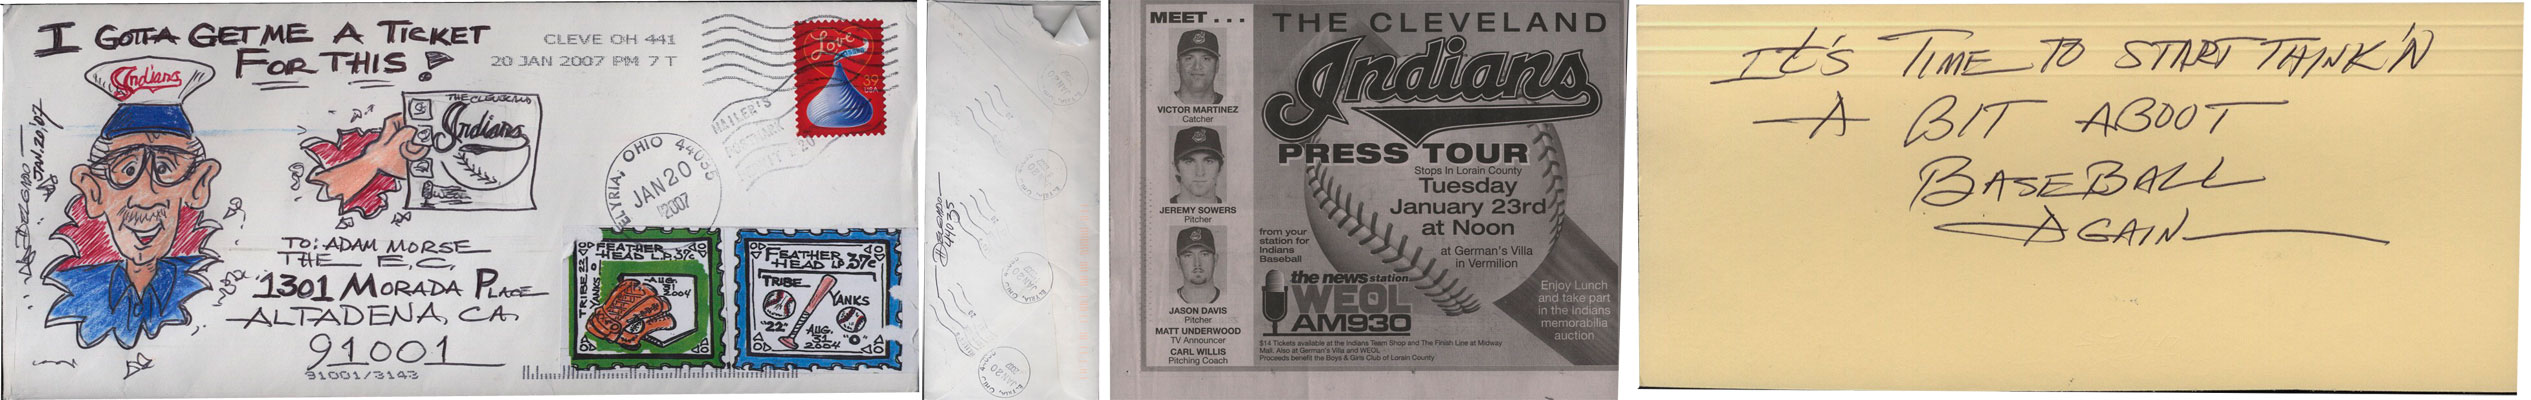 I GOTTA GET ME A TICKET
FOR THIS!
Indians
JAN. 20, '07
THE CLEVELAND
Indians
CLEVE OH 441
20 JAN 2007 PM 7 T
Love
39
USA
MAILER'S
POSTMARK
ELYRIA, OHIO 44035
JAN 20
2007
TO: ADAM MORSE
THE E.C.
1301 MORADA PLACE
ALTADENA, CA.
91001
91001/3143
FEATHER
HEAD L.P. 37¢
TRIBE 22
YANKS 0
AUG.
31
2004
FEATHER
HEAD LP. 37¢
TRIBE
YANKS
"22"
"0"
AUG.
31
2004
44035
MEET . . .
VICTOR MARTINEZ
Catcher
JEREMY SOWERS
Pitcher
JASON DAVIS
Pitcher
MATT UNDERWOOD
TV Announcer
CARL WILLIS
Pitching Coach
THE CLEVELAND
Indians
PRESS TOUR
Stops In Lorain County
Tuesday
January 23rd
at Noon
at German's Villa
in Vermilion
from your
station for
Indians
Baseball
the news station
WEOL
AM930
Enjoy Lunch
and take part
in the indians
memorabilia
auction
$14 Tickets available at the Indians Team Shop and The Finish Line at Midway
Mall. Also at German's Villa and WEOL
Proceeds benefit the Boys & Girls Club of Lorain County
IT'S TIME TO START THINK'N
A BIT ABOOT
BASEBALL
AGAIN